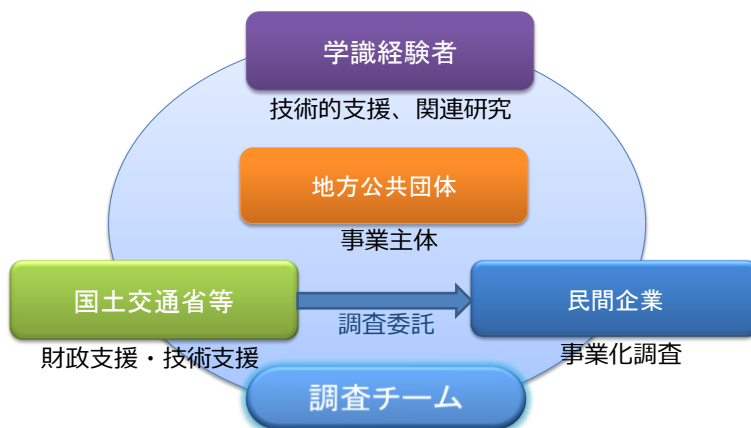 学識経験者
技術的支援、関連研究
地方公共団体
事業主体
国土交通省等
調査委託
民間企業
財政支援・技術支援
事業化調査
調査チーム